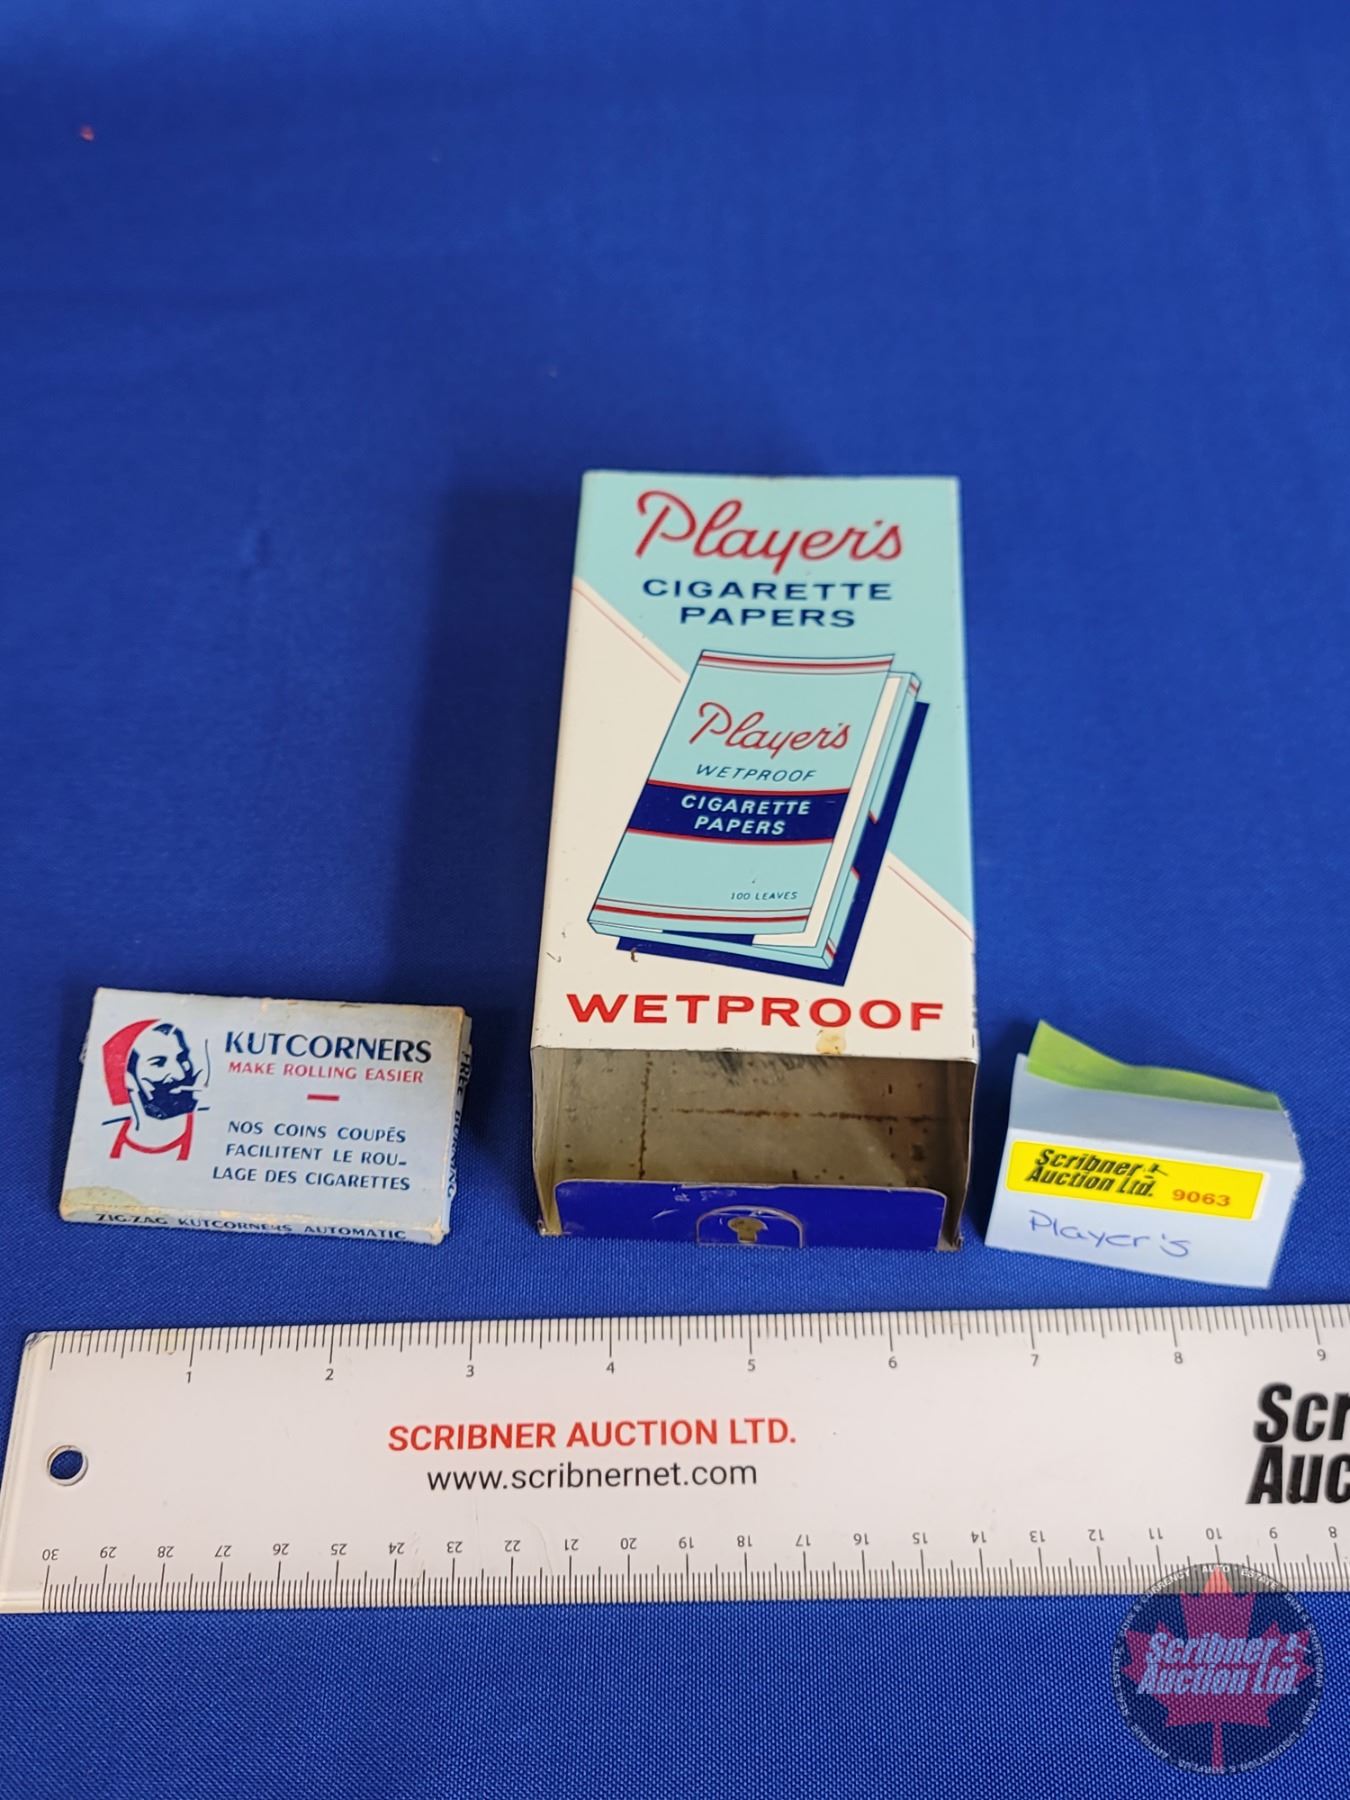 Player's
CIGARETTE
PAPERS
Player's
WETPROOF
CIGARETTE
PAPERS
100 LEAVES
WETPROOF
KUTCORNERS
MAKE ROLLING EASIER
NOS COINS COUPÉS
FACILITENT LE ROU-
LAGE DES CIGARETTES
ZIG-ZAG KUTCORNERS AUTOMATIC
FREE BURNING
Scribner
Auction Ltd. 9063
Player's
1 2 3 4 5 6 7 8 9
SCRIBNER AUCTION LTD.
www.scribnernet.com
Scr
Auc
30 29 28 27 26 25 24 23 22 21 20 19 18 17 16 15 14 13 12 11 10 9 8
Scribner
Auction Ltd.